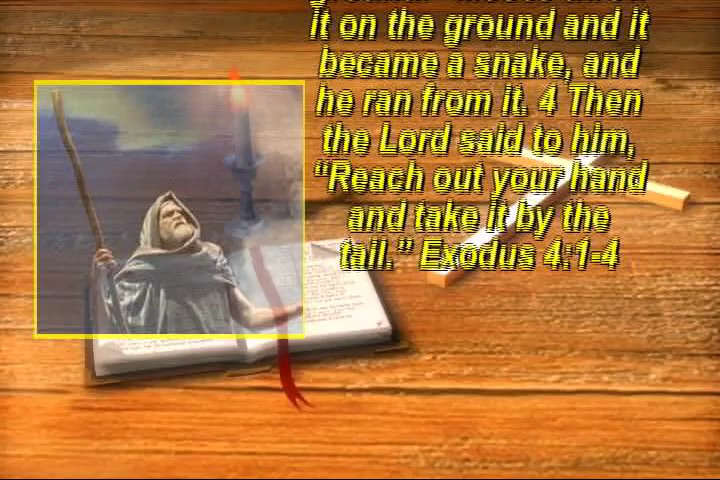 it on the ground and it
became a snake, and
he ran from it. 4 Then
the Lord said to him,
“Reach out your hand
and take it by the
tail.” Exodus 4:1-4